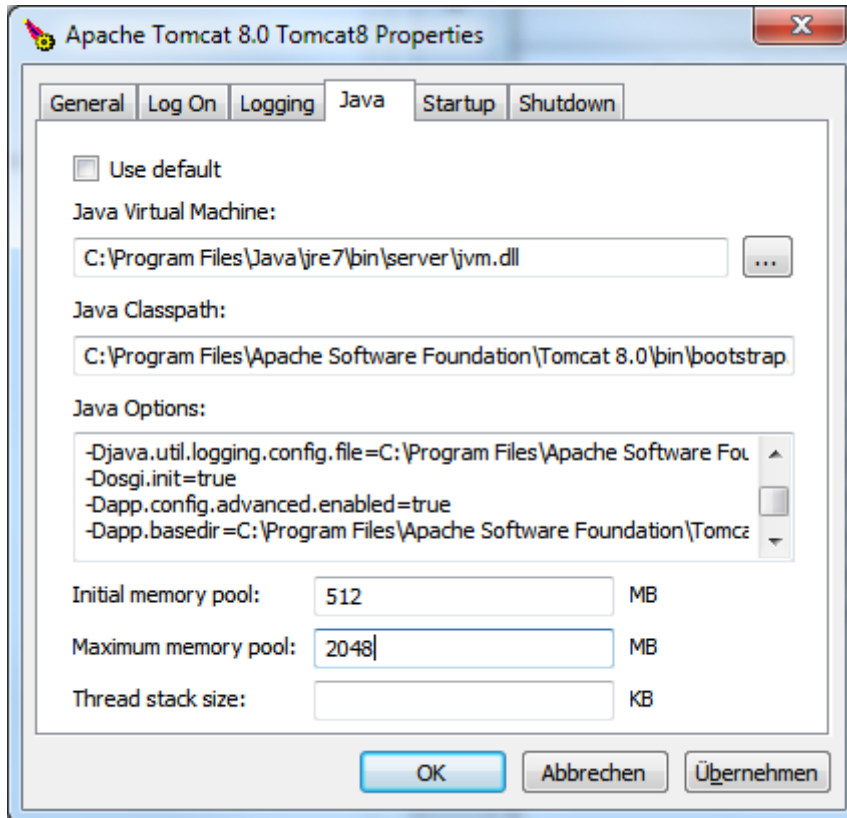 Apache Tomcat 8.0 Tomcat8 Properties
General Log On Logging Java Startup Shutdown
Use default
Java Virtual Machine:
C:\Program Files\Java\jre7\bin\server\jvm.dll ...
Java Classpath:
C:\Program Files\Apache Software Foundation\Tomcat 8.0\bin\bootstrap.
Java Options:
-Djava.util.logging.config.file=C:\Program Files\Apache Software Fou
-Dosgi.init=true
-Dapp.config.advanced.enabled=true
-Dapp.basedir=C:\Program Files\Apache Software Foundation\Tomca
Initial memory pool: 512 MB
Maximum memory pool: 2048 MB
Thread stack size: KB
OK Abbrechen Übernehmen